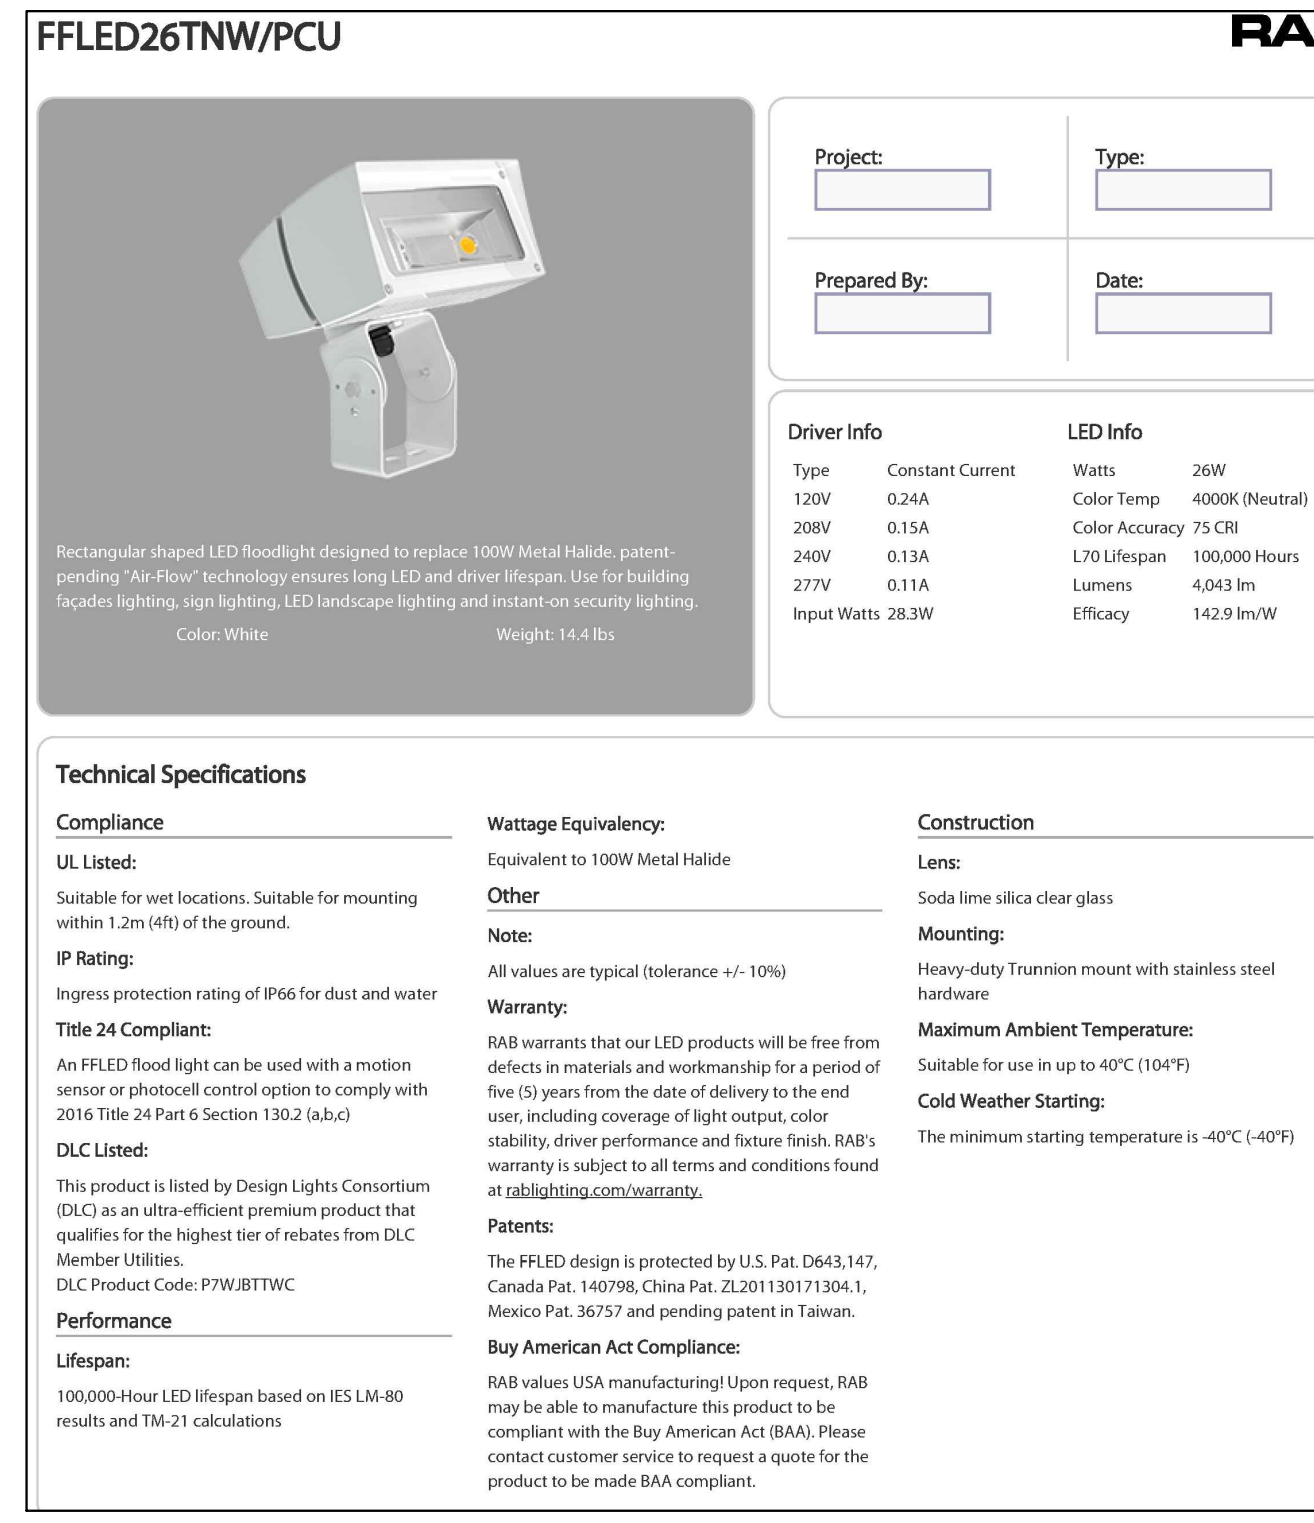 FFLED26TNW/PCU
RA
Project:
Type:
Prepared By:
Date:
Rectangular shaped LED floodlight designed to replace 100W Metal Halide. patent-
pending "Air-Flow" technology ensures long LED and driver lifespan. Use for building
façades lighting, sign lighting, LED landscape lighting and instant-on security lighting.
Color: White
Weight: 14.4 lbs
Driver Info
Type Constant Current
120V 0.24A
208V 0.15A
240V 0.13A
277V 0.11A
Input Watts 28.3W
LED Info
Watts 26W
Color Temp 4000K (Neutral)
Color Accuracy 75 CRI
L70 Lifespan 100,000 Hours
Lumens 4,043 lm
Efficacy 142.9 lm/W
Technical Specifications
Compliance
UL Listed:
Suitable for wet locations. Suitable for mounting
within 1.2m (4ft) of the ground.
IP Rating:
Ingress protection rating of IP66 for dust and water
Title 24 Compliant:
An FFLED flood light can be used with a motion
sensor or photocell control option to comply with
2016 Title 24 Part 6 Section 130.2 (a,b,c)
DLC Listed:
This product is listed by Design Lights Consortium
(DLC) as an ultra-efficient premium product that
qualifies for the highest tier of rebates from DLC
Member Utilities.
DLC Product Code: P7WJBTTWC
Performance
Lifespan:
100,000-Hour LED lifespan based on IES LM-80
results and TM-21 calculations
Wattage Equivalency:
Equivalent to 100W Metal Halide
Other
Note:
All values are typical (tolerance +/- 10%)
Warranty:
RAB warrants that our LED products will be free from
defects in materials and workmanship for a period of
five (5) years from the date of delivery to the end
user, including coverage of light output, color
stability, driver performance and fixture finish. RAB's
warranty is subject to all terms and conditions found
at rablighting.com/warranty.
Patents:
The FFLED design is protected by U.S. Pat. D643,147,
Canada Pat. 140798, China Pat. ZL201130171304.1,
Mexico Pat. 36757 and pending patent in Taiwan.
Buy American Act Compliance:
RAB values USA manufacturing! Upon request, RAB
may be able to manufacture this product to be
compliant with the Buy American Act (BAA). Please
contact customer service to request a quote for the
product to be made BAA compliant.
Construction
Lens:
Soda lime silica clear glass
Mounting:
Heavy-duty Trunnion mount with stainless steel
hardware
Maximum Ambient Temperature:
Suitable for use in up to 40°C (104°F)
Cold Weather Starting:
The minimum starting temperature is -40°C (-40°F)